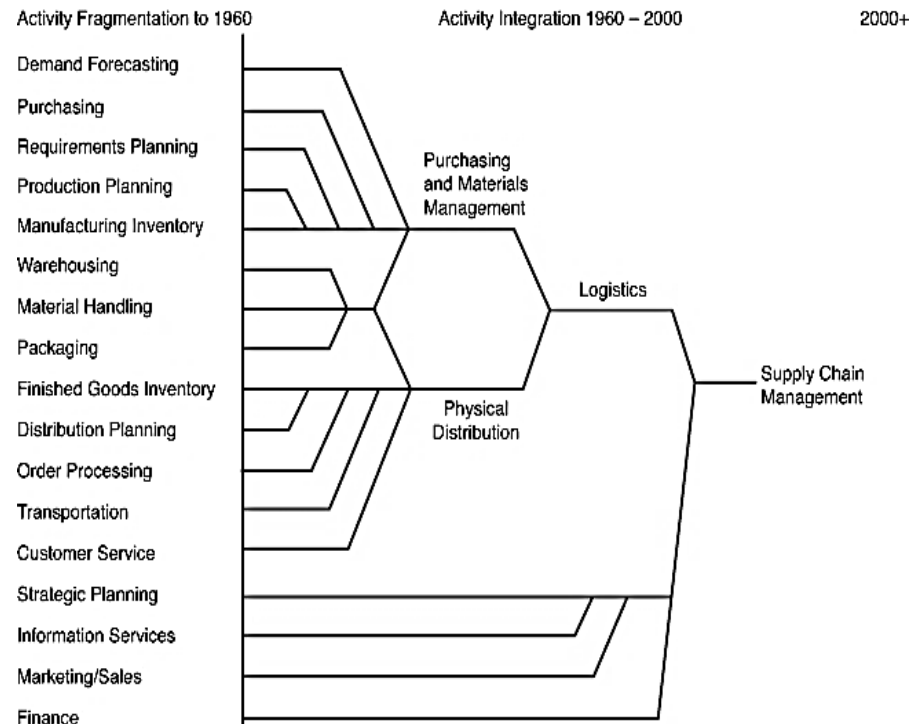 Activity Fragmentation to 1960
Activity Integration 1960 – 2000
2000+
Demand Forecasting
Purchasing
Requirements Planning
Production Planning
Manufacturing Inventory
Warehousing
Material Handling
Packaging
Finished Goods Inventory
Distribution Planning
Order Processing
Transportation
Customer Service
Strategic Planning
Information Services
Marketing/Sales
Finance
Purchasing
and Materials
Management
Physical
Distribution
Logistics
Supply Chain
Management